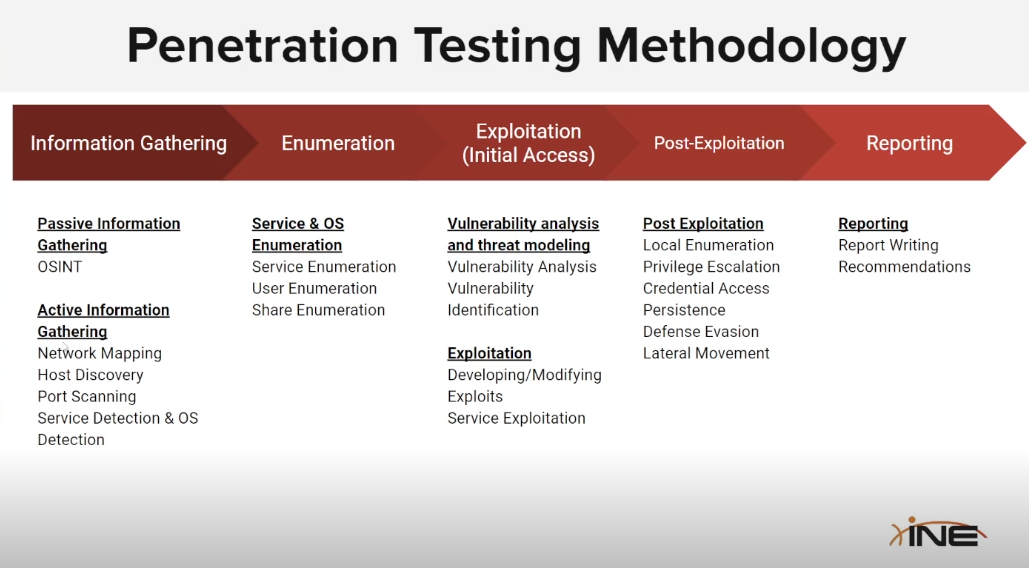 Penetration Testing Methodology
Information Gathering
Enumeration
Exploitation
(Initial Access)
Post-Exploitation
Reporting
Passive Information
Gathering
OSINT
Active Information
Gathering
Network Mapping
Host Discovery
Port Scanning
Service Detection & OS
Detection
Service & OS
Enumeration
Service Enumeration
User Enumeration
Share Enumeration
Vulnerability analysis
and threat modeling
Vulnerability Analysis
Vulnerability
Identification
Exploitation
Developing/Modifying
Exploits
Service Exploitation
Post Exploitation
Local Enumeration
Privilege Escalation
Credential Access
Persistence
Defense Evasion
Lateral Movement
Reporting
Report Writing
Recommendations
iNE